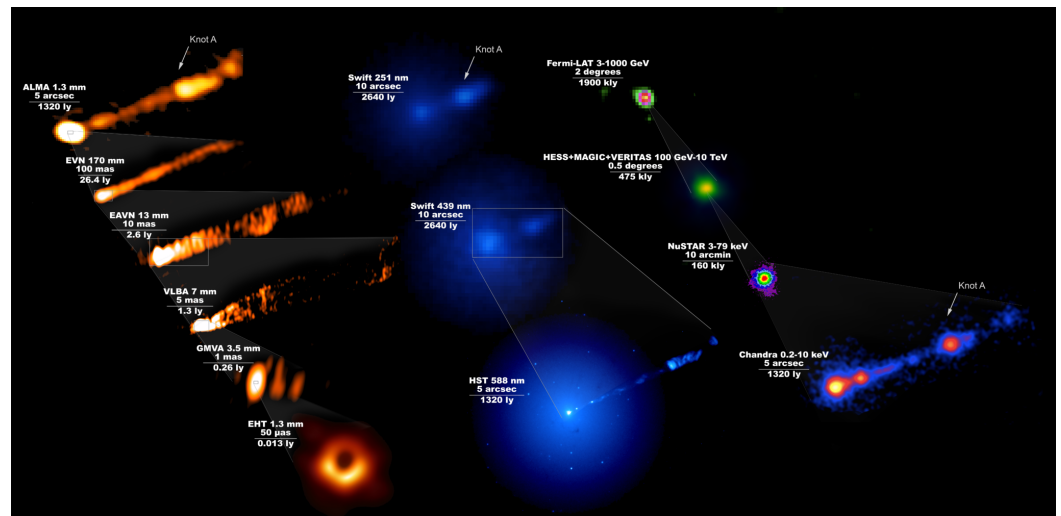 Knot A
ALMA 1.3 mm
5 arcsec
1320 ly
EVN 170 mm
100 mas
26.4 ly
EAVN 13 mm
10 mas
2.6 ly
VLBA 7 mm
5 mas
1.3 ly
GMVA 3.5 mm
1 mas
0.26 ly
EHT 1.3 mm
50 µas
0.013 ly
Knot A
Swift 251 nm
10 arcsec
2640 ly
Swift 439 nm
10 arcsec
2640 ly
HST 588 nm
5 arcsec
1320 ly
Fermi-LAT 3-1000 GeV
2 degrees
1900 kly
HESS+MAGIC+VERITAS 100 GeV-10 TeV
0.5 degrees
475 kly
NuSTAR 3-79 keV
10 arcmin
160 kly
Knot A
Chandra 0.2-10 keV
5 arcsec
1320 ly